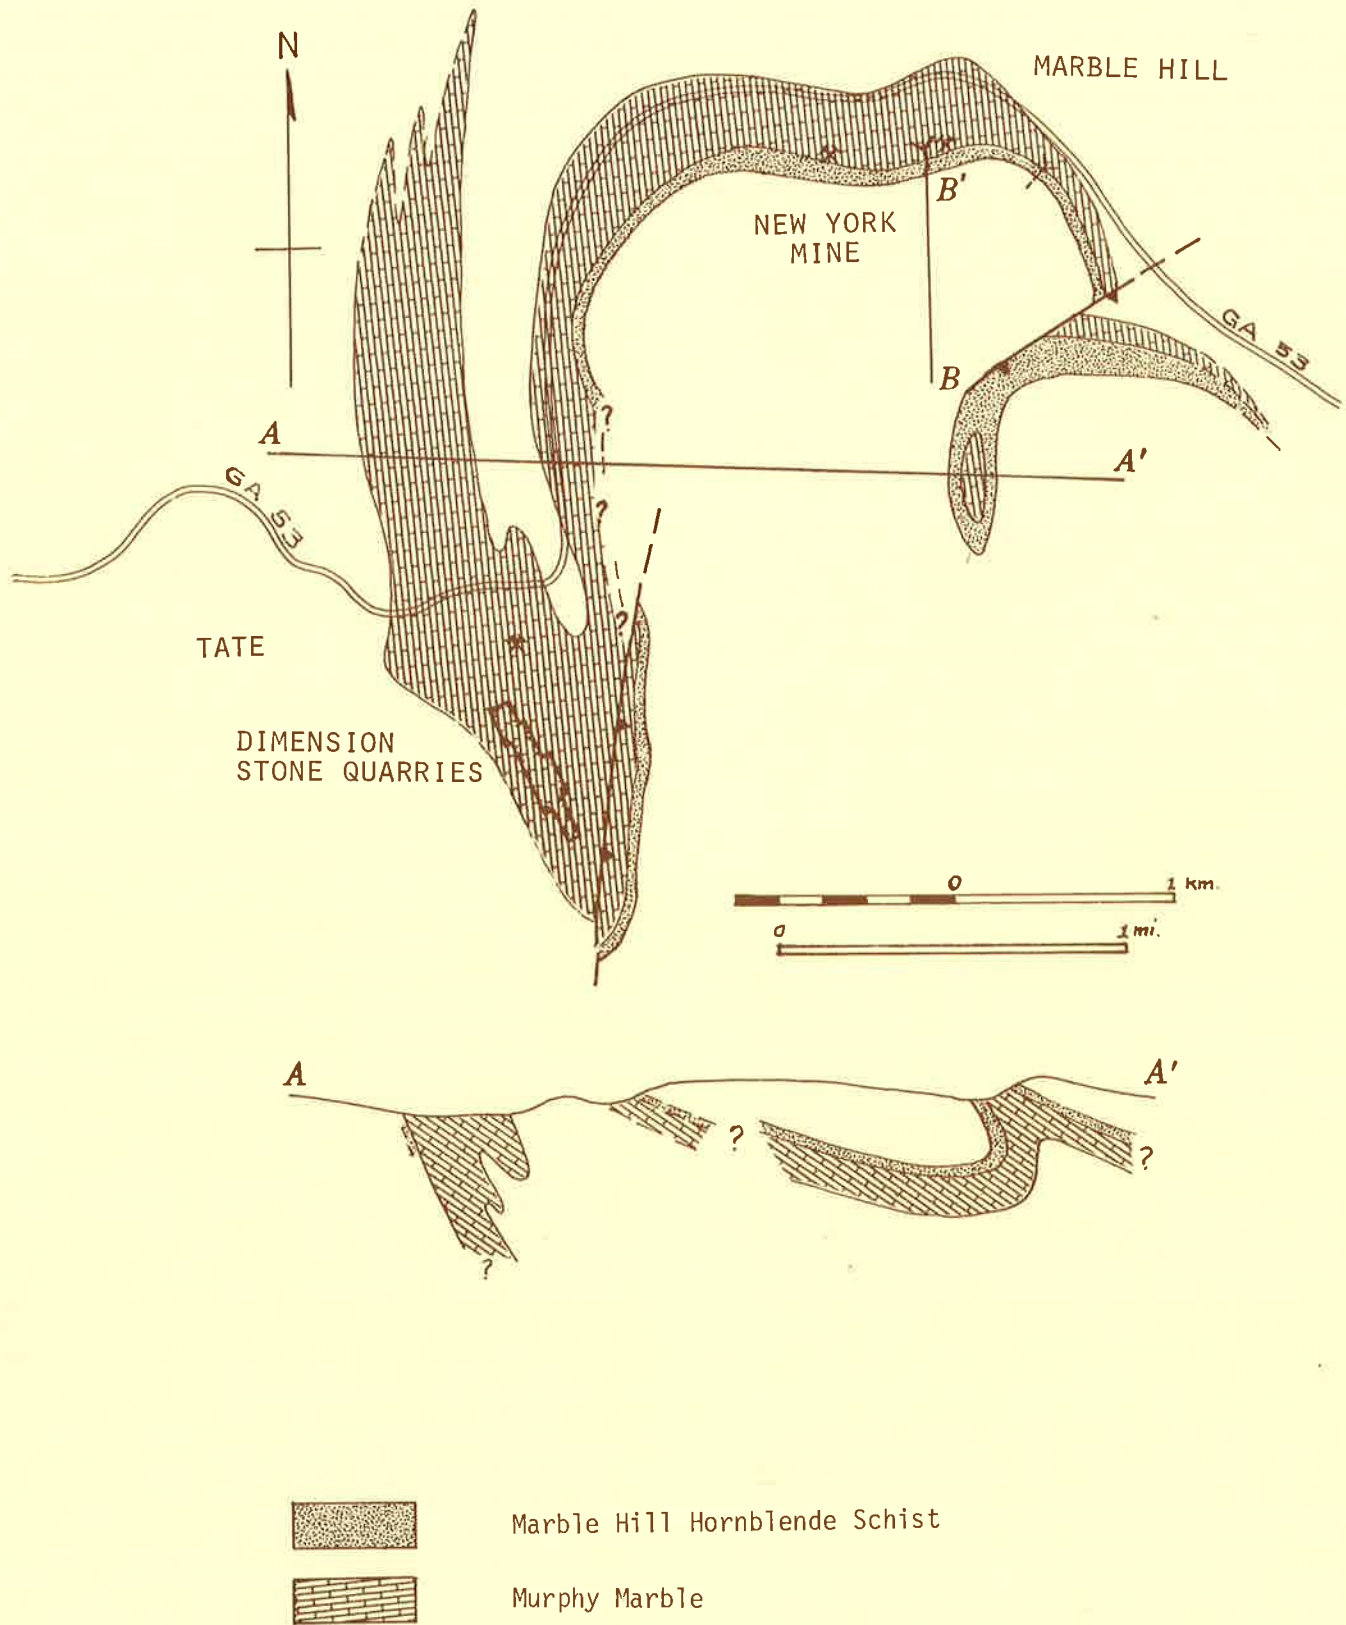 N
MARBLE HILL
B'
NEW YORK
MINE
GA 53
B
?
A
A'
GA 53
?
?
TATE
DIMENSION
STONE QUARRIES
0 1 km.
0 1 mi.
A A'
?
?
?
Marble Hill Hornblende Schist
Murphy Marble